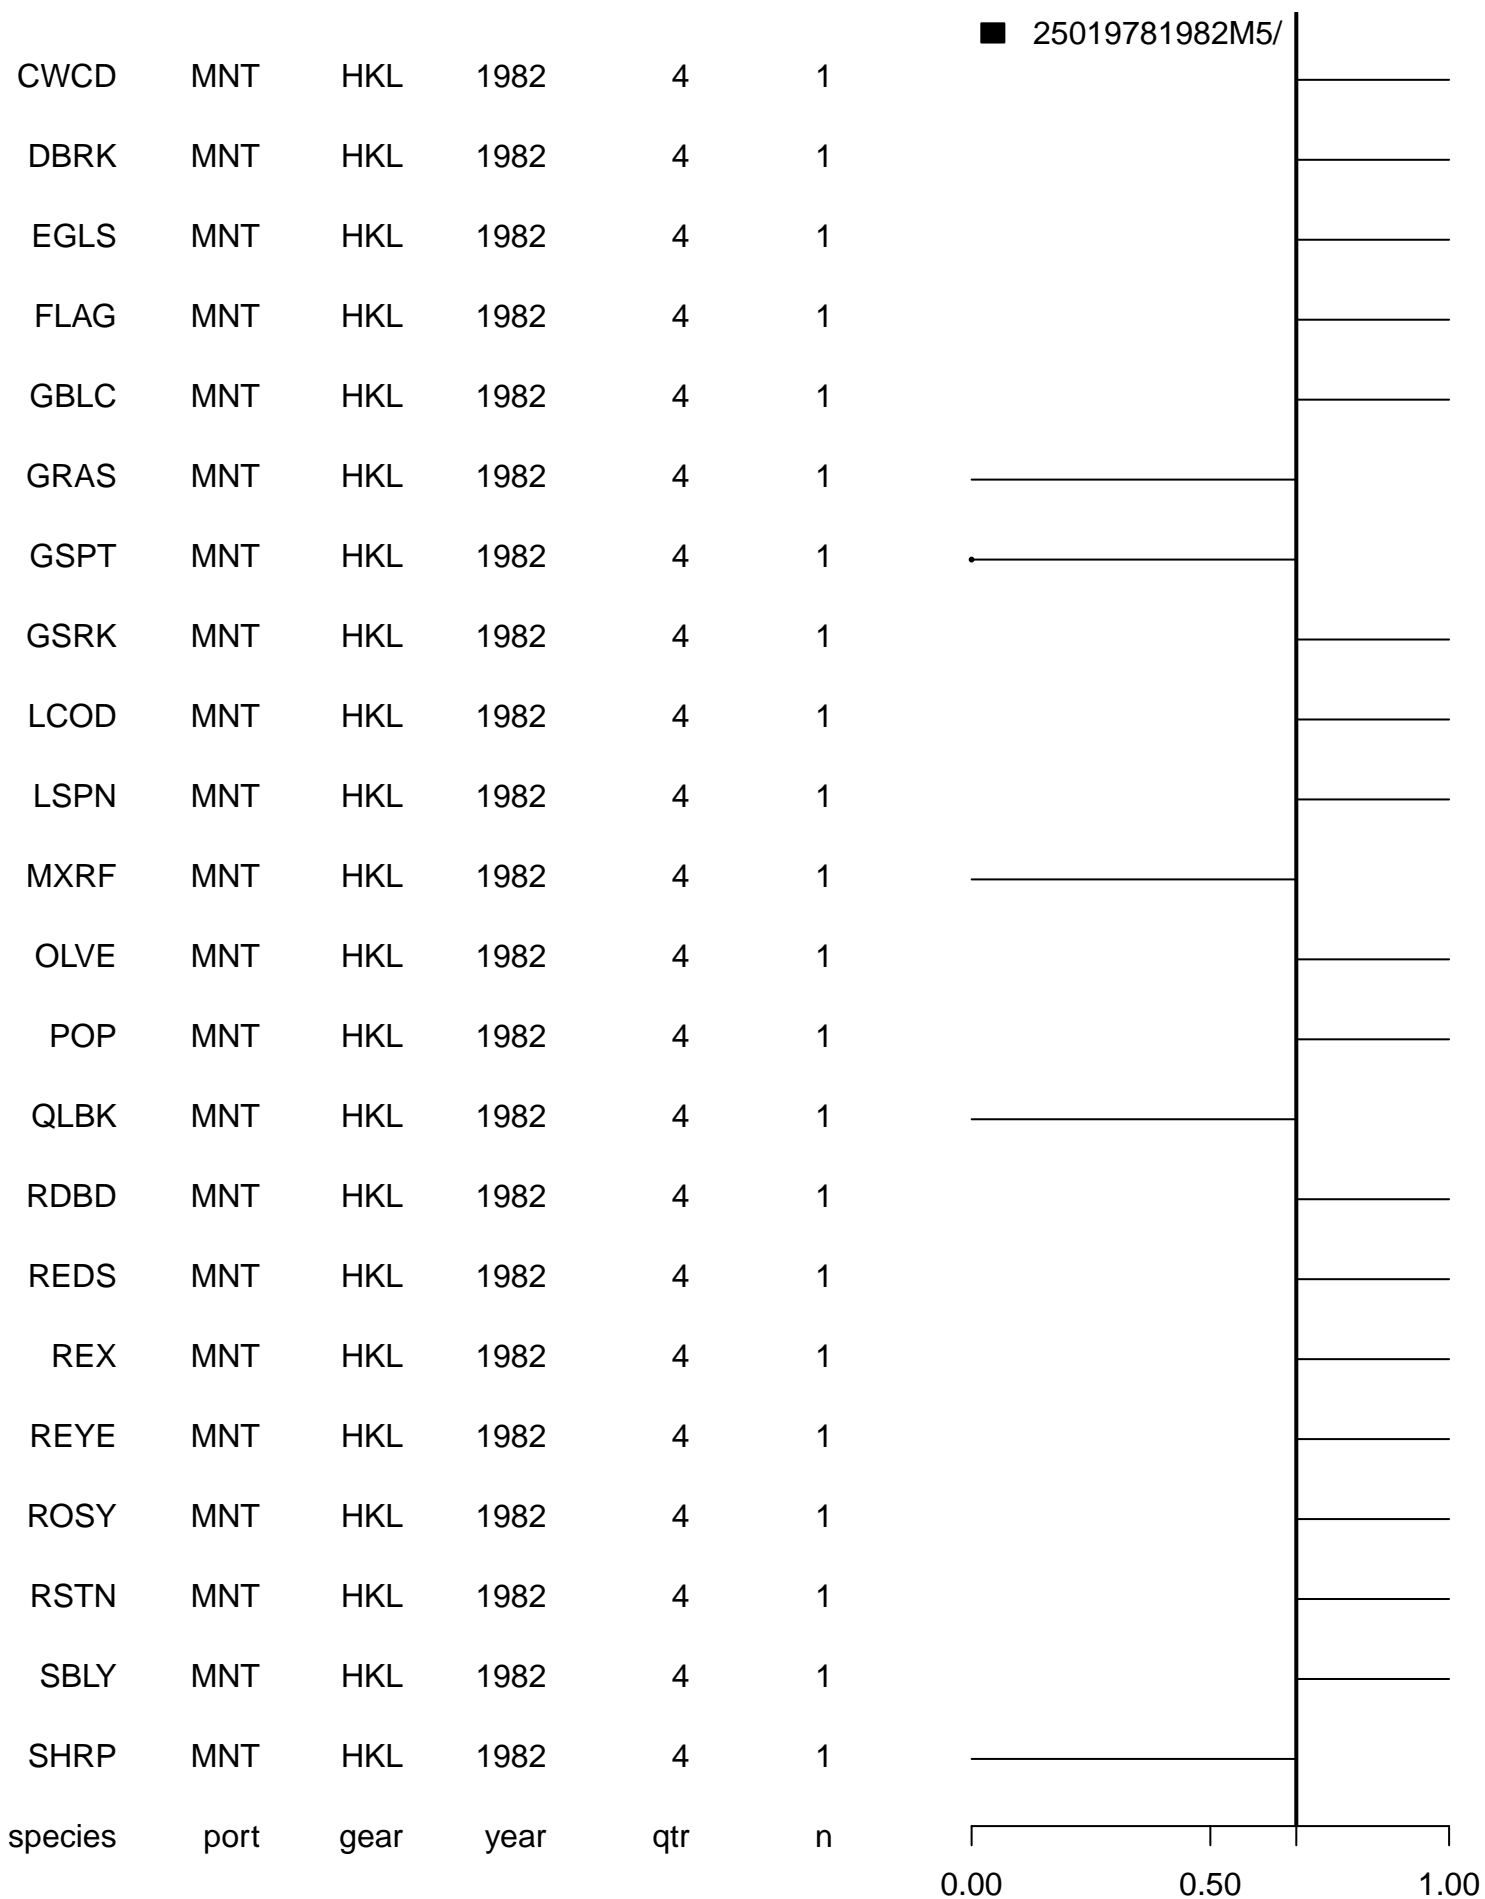 25019781982M5/
CWCD MNT HKL 1982 4 1
DBRK MNT HKL 1982 4 1
EGLS MNT HKL 1982 4 1
FLAG MNT HKL 1982 4 1
GBLC MNT HKL 1982 4 1
GRAS MNT HKL 1982 4 1
GSPT MNT HKL 1982 4 1
GSRK MNT HKL 1982 4 1
LCOD MNT HKL 1982 4 1
LSPN MNT HKL 1982 4 1
MXRF MNT HKL 1982 4 1
OLVE MNT HKL 1982 4 1
POP MNT HKL 1982 4 1
QLBK MNT HKL 1982 4 1
RDBD MNT HKL 1982 4 1
REDS MNT HKL 1982 4 1
REX MNT HKL 1982 4 1
REYE MNT HKL 1982 4 1
ROSY MNT HKL 1982 4 1
RSTN MNT HKL 1982 4 1
SBLY MNT HKL 1982 4 1
SHRP MNT HKL 1982 4 1
species port gear year qtr n
0.00 0.50 1.00